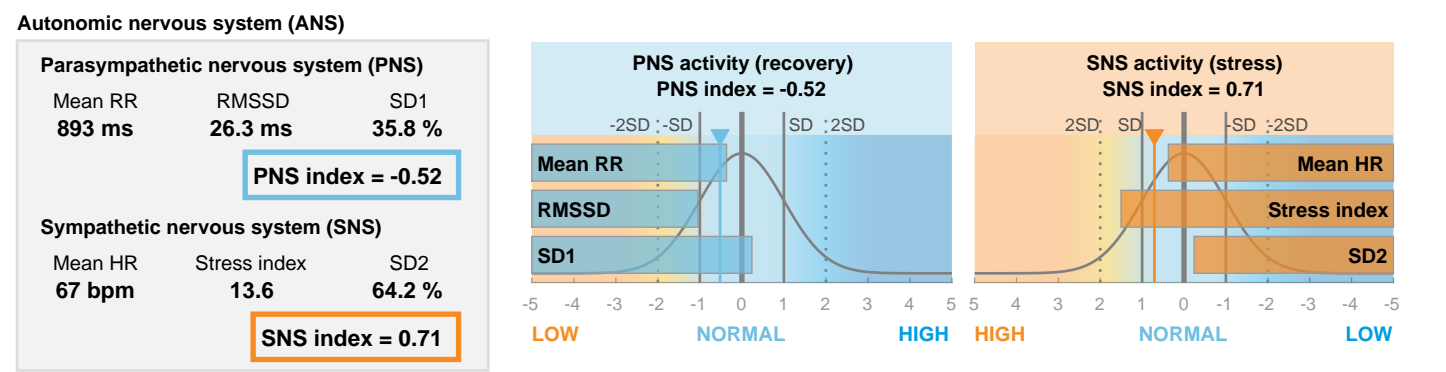 Autonomic nervous system (ANS)
Parasympathetic nervous system (PNS)
Mean RR RMSSD SD1
893 ms 26.3 ms 35.8 %
PNS index = -0.52
Sympathetic nervous system (SNS)
Mean HR Stress index SD2
67 bpm 13.6 64.2 %
SNS index = 0.71
PNS activity (recovery)
PNS index = -0.52
-2SD -SD SD 2SD
Mean RR
RMSSD
SD1
-5 -4 -3 -2 -1 0 1 2 3 4 5
LOW NORMAL HIGH
SNS activity (stress)
SNS index = 0.71
2SD SD -SD -2SD
Mean HR
Stress index
SD2
5 4 3 2 1 0 -1 -2 -3 -4 -5
HIGH NORMAL LOW